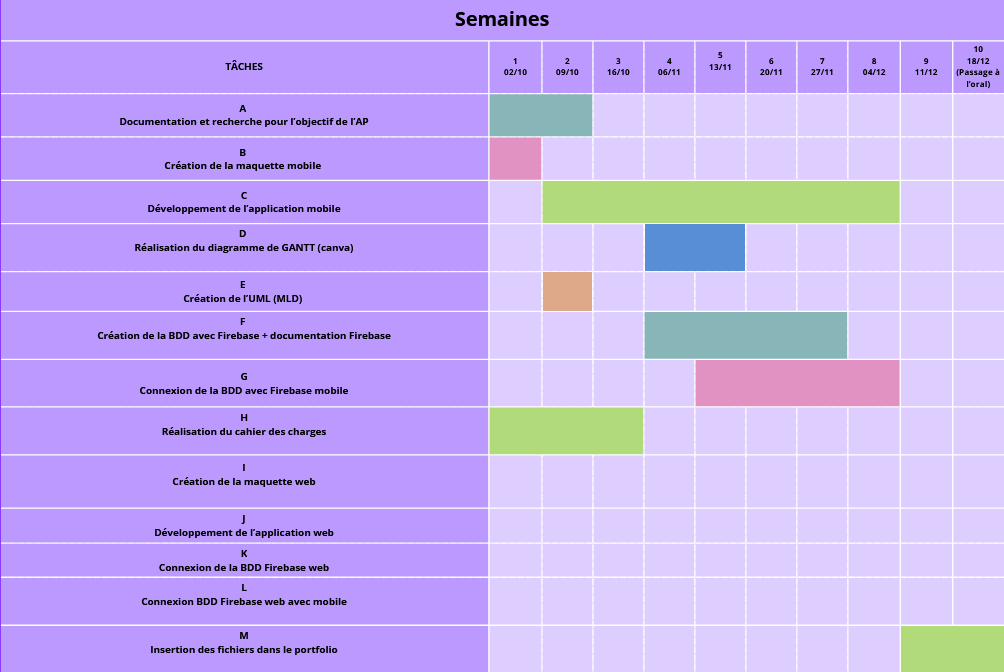 Semaines
TÂCHES
1
02/10
2
09/10
3
16/10
4
06/11
5
13/11
6
20/11
7
27/11
8
04/12
9
11/12
10
18/12
(Passage à
l'oral)
A
Documentation et recherche pour l'objectif de l'AP
B
Création de la maquette mobile
C
Développement de l'application mobile
D
Réalisation du diagramme de GANTT (canva)
E
Création de l'UML (MLD)
F
Création de la BDD avec Firebase + documentation Firebase
G
Connexion de la BDD avec Firebase mobile
H
Réalisation du cahier des charges
I
Création de la maquette web
J
Développement de l'application web
K
Connexion de la BDD Firebase web
L
Connexion BDD Firebase web avec mobile
M
Insertion des fichiers dans le portfolio